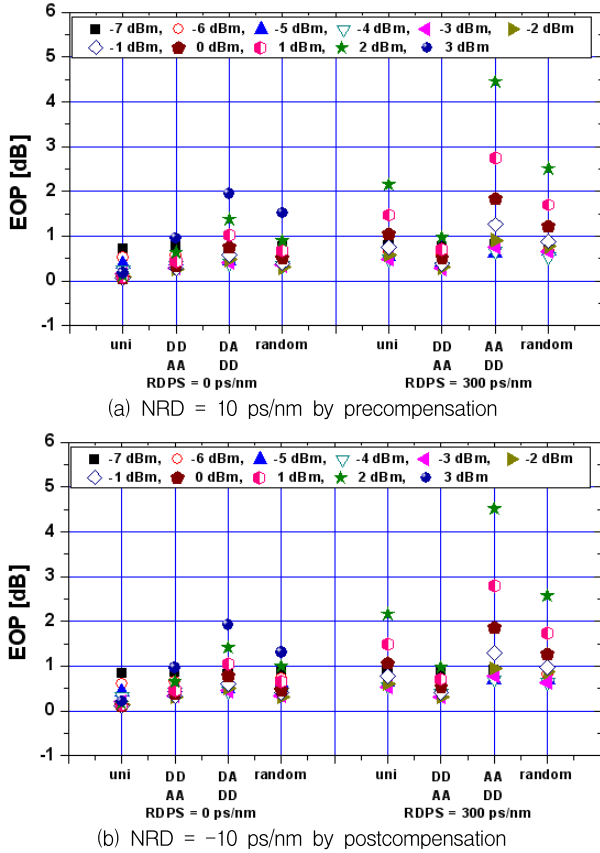 6
-7 dBm, -6 dBm, -5 dBm, -4 dBm, -3 dBm, -2 dBm
-1 dBm, 0 dBm, 1 dBm, 2 dBm, 3 dBm
5
4
3
2
1
0
-1
EOP [dB]
uni DD DA random uni DD AA random
AA DD AA DD
RDPS = 0 ps/nm RDPS = 300 ps/nm
(a) NRD = 10 ps/nm by precompensation
6
-7 dBm, -6 dBm, -5 dBm, -4 dBm, -3 dBm, -2 dBm
-1 dBm, 0 dBm, 1 dBm, 2 dBm, 3 dBm
5
4
3
2
1
0
-1
EOP [dB]
uni DD DA random uni DD AA random
AA DD AA DD
RDPS = 0 ps/nm RDPS = 300 ps/nm
(b) NRD = -10 ps/nm by postcompensation